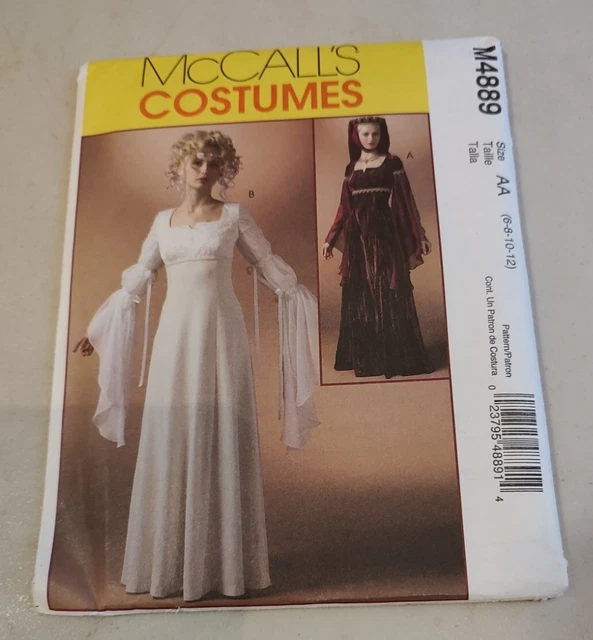 McCALL'S
COSTUMES
B
A
M4889
Size
Taille
Talla
AA
(6-8-10-12)
Pattern/Patron
Cont. Un Patron de Costura
0 23795 48891 4